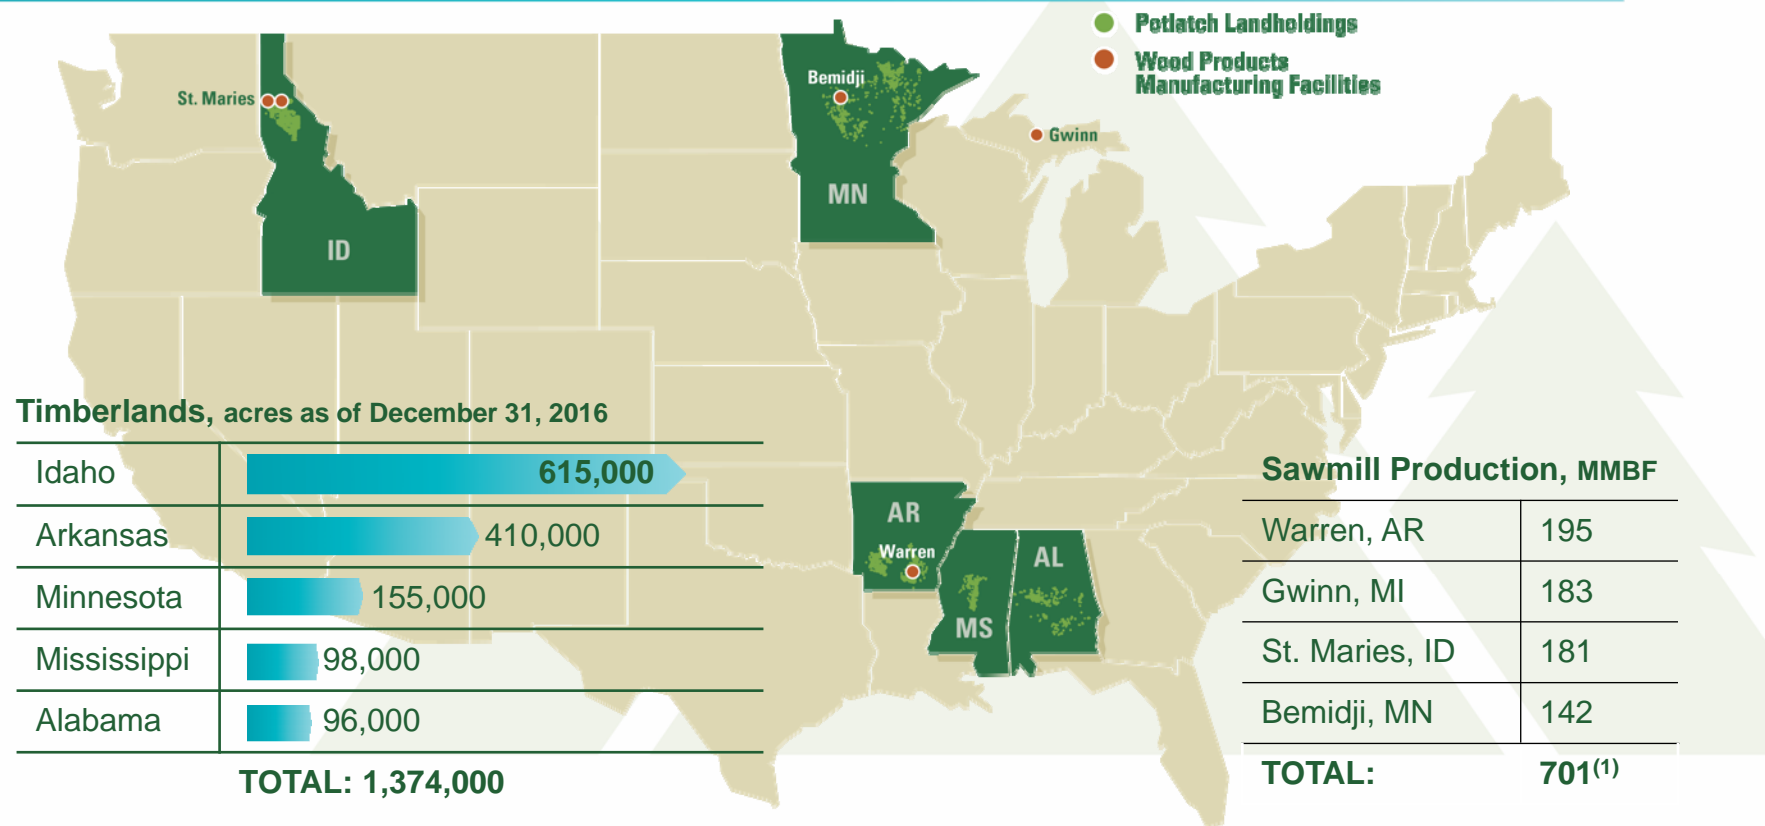 Potlatch Landholdings
Wood Products
Manufacturing Facilities
St. Maries
Bemidji
Gwinn
MN
ID
AR
Warren
AL
MS
Timberlands, acres as of December 31, 2016
Idaho 615,000
Arkansas 410,000
Minnesota 155,000
Mississippi 98,000
Alabama 96,000
TOTAL: 1,374,000
Sawmill Production, MMBF
Warren, AR 195
Gwinn, MI 183
St. Maries, ID 181
Bemidji, MN 142
TOTAL: 701(1)